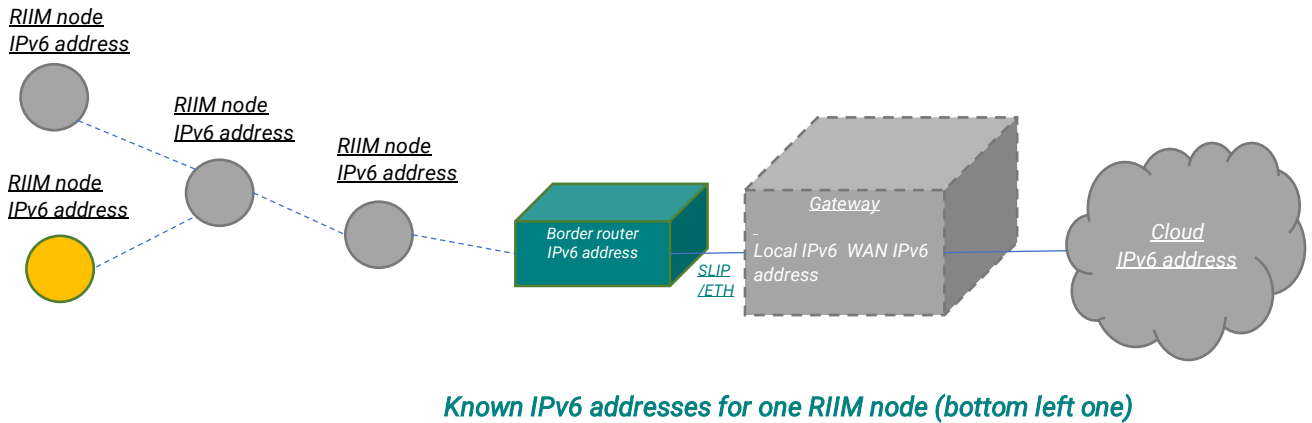 RIIM node
IPv6 address
RIIM node
IPv6 address
RIIM node
IPv6 address
RIIM node
IPv6 address
Border router
IPv6 address
SLIP
/ETH
Gateway
-
Local IPv6 WAN IPv6
address
Cloud
IPv6 address
Known IPv6 addresses for one RIIM node (bottom left one)